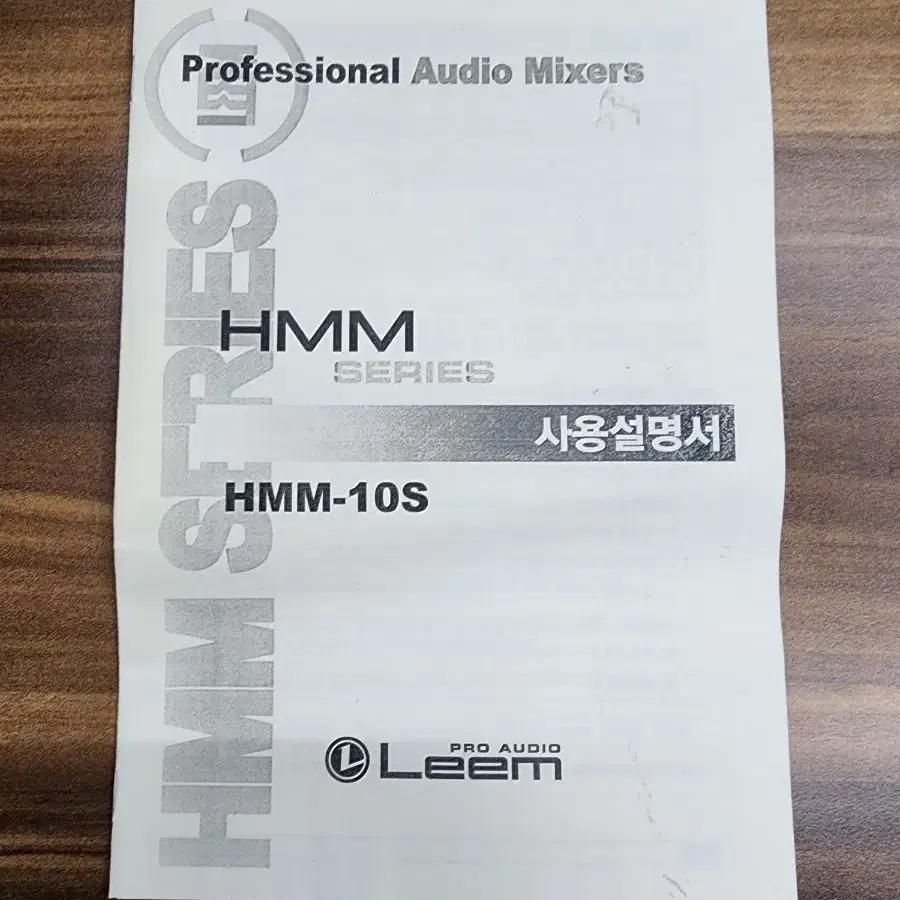 Professional Audio Mixers
HMM SERIES
HMM
SERIES
사용설명서
HMM-10S
PRO AUDIO
Leem